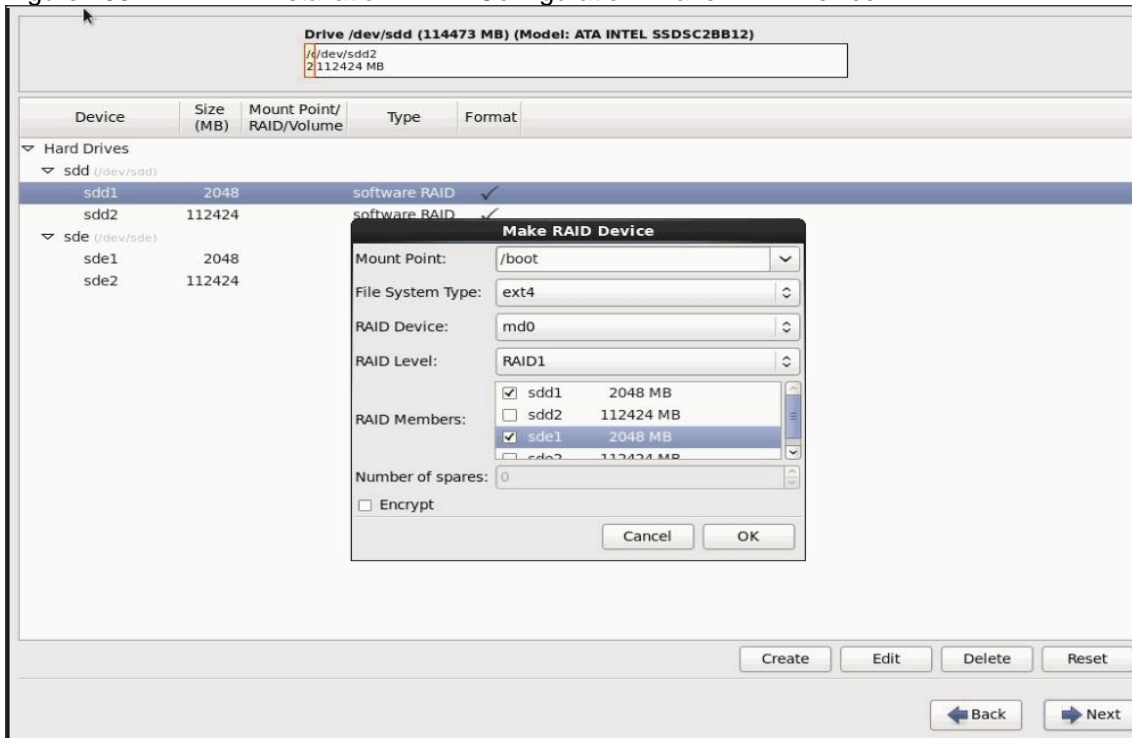 Drive /dev/sdd (114473 MB) (Model: ATA INTEL SSDSC2BB12)
/dev/sdd2
2 112424 MB
Device Size (MB) Mount Point/ RAID/Volume Type Format
Hard Drives
sdd (/dev/sdd)
sdd1 2048 software RAID ✓
sdd2 112424 software RAID ✓
sde (/dev/sde)
sde1 2048
sde2 112424
Make RAID Device
Mount Point: /boot
File System Type: ext4
RAID Device: md0
RAID Level: RAID1
RAID Members:
sdd1 2048 MB
sdd2 112424 MB
sde1 2048 MB
sde2 112424 MB
Number of spares: 0
Encrypt
Cancel OK
Create Edit Delete Reset
Back Next